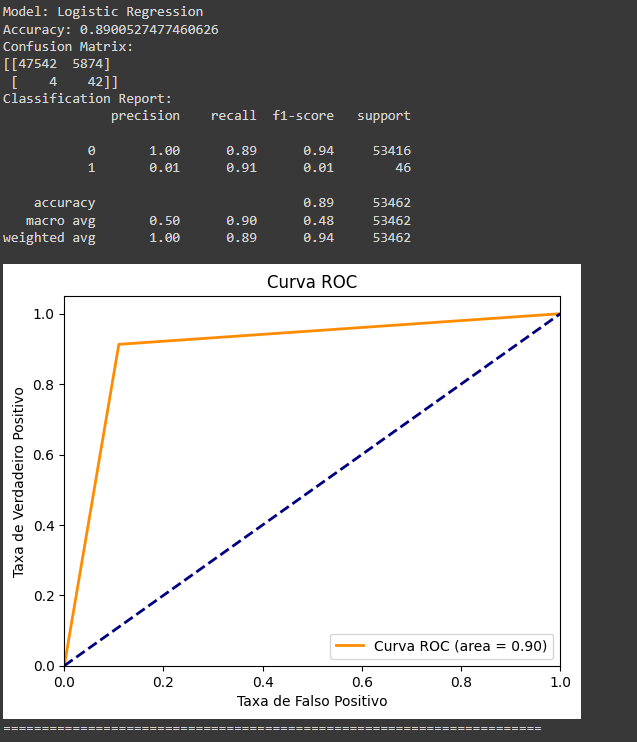 Model: Logistic Regression
Accuracy: 0.8900527477460626
Confusion Matrix:
[[47542  5874]
 [    4    42]]
Classification Report:
              precision    recall  f1-score   support

           0       1.00      0.89      0.94     53416
           1       0.01      0.91      0.01        46

    accuracy                           0.89     53462
   macro avg       0.50      0.90      0.48     53462
weighted avg       1.00      0.89      0.94     53462

Curva ROC
1.0
0.8
0.6
0.4
0.2
0.0
Taxa de Verdadeiro Positivo
Curva ROC (area = 0.90)
0.0 0.2 0.4 0.6 0.8 1.0
Taxa de Falso Positivo
======================================================================